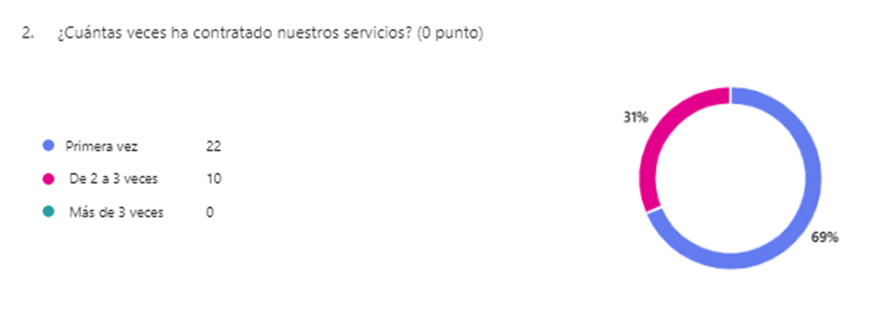 2. ¿Cuántas veces ha contratado nuestros servicios? (0 punto)
Primera vez 22
De 2 a 3 veces 10
Más de 3 veces 0
31%
69%